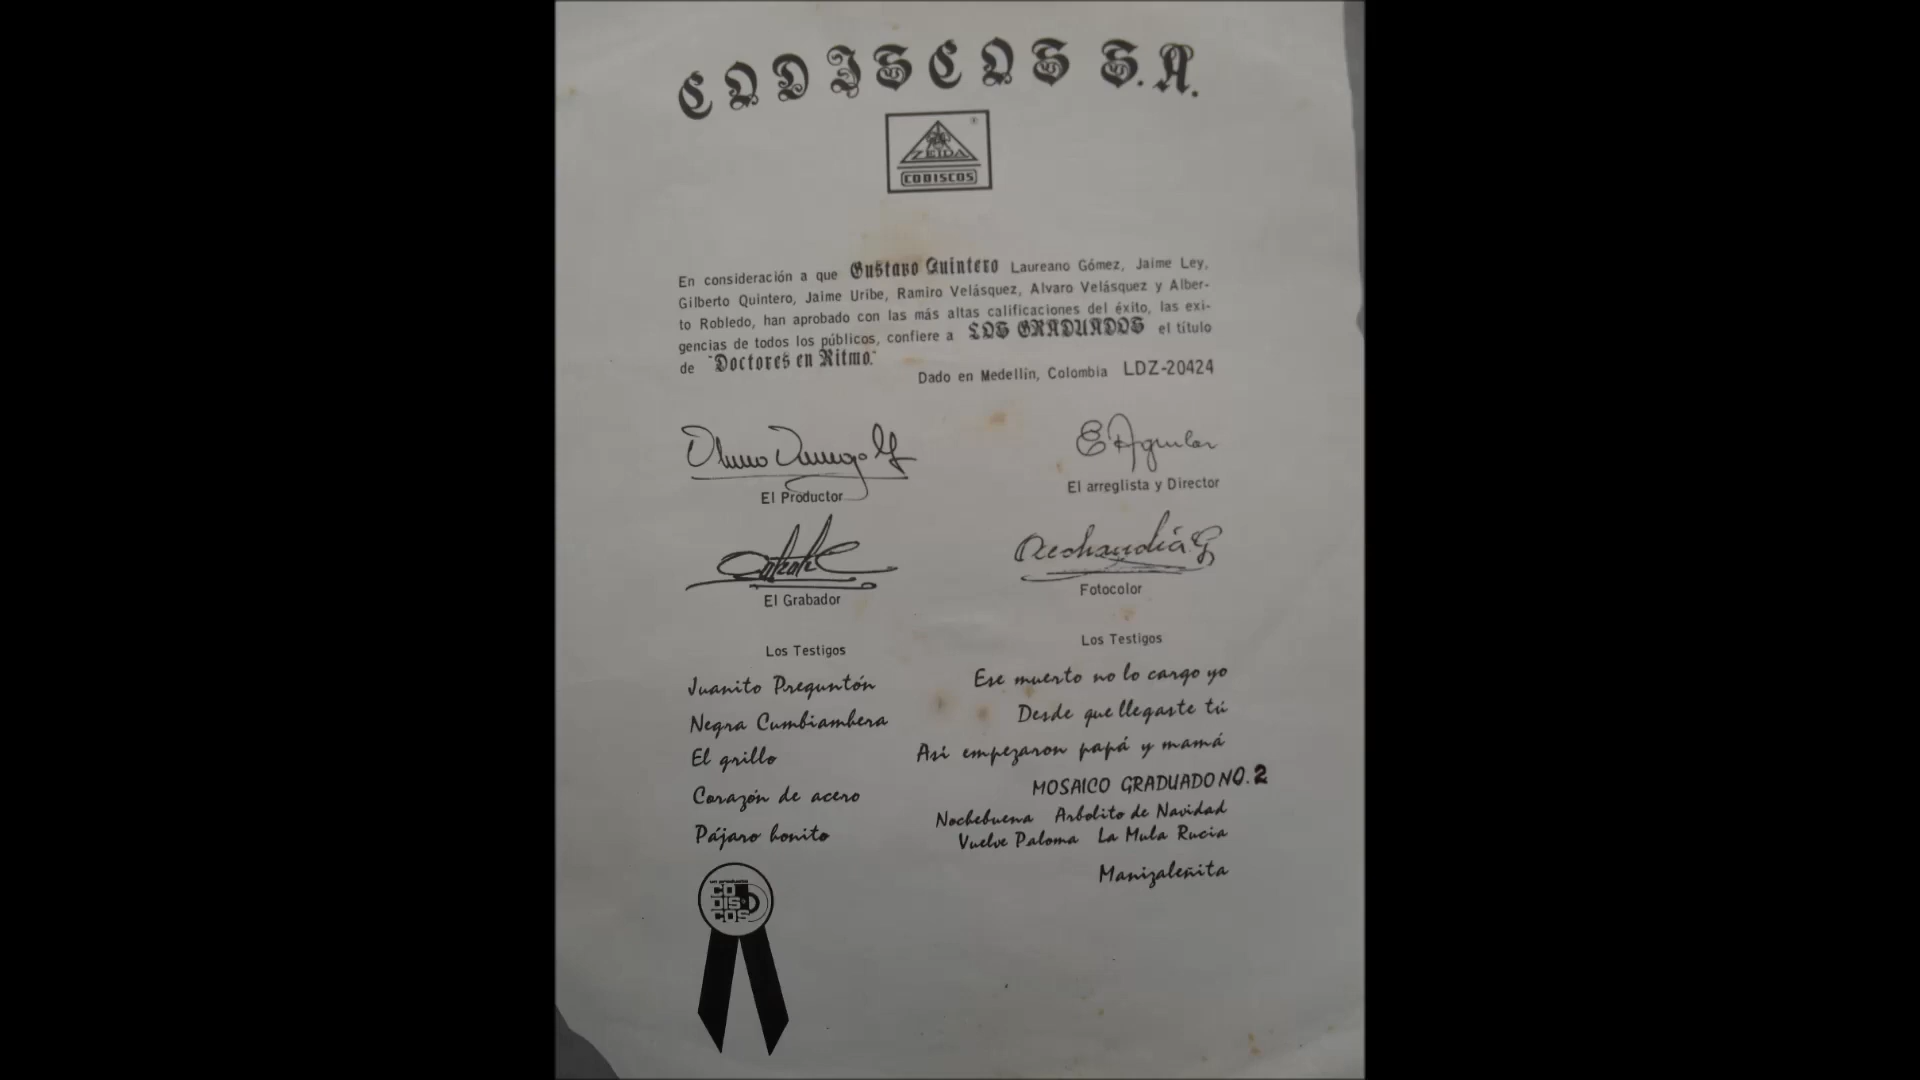 CODISCOS S.A.
ZEIDA
CODISCOS
En consideración a que Gustavo Quintero Laureano Gómez, Jaime Ley,
Gilberto Quintero, Jaime Uribe, Ramiro Velásquez, Alvaro Velásquez y Alber-
to Robledo, han aprobado con las más altas calificaciones del éxito, las exi-
gencias de todos los públicos, confiere a LOS GRADUADOS el título
de "Doctores en Ritmo."
Dado en Medellín, Colombia LDZ-20424
E Aguilar
El Productor
El arreglista y Director
El Grabador
Fotocolor
Los Testigos
Juanito Preguntón
Negra Cumbiambera
El grillo
Corazón de acero
Pájaro bonito
Los Testigos
Ese muerto no lo cargo yo
Desde que llegaste tú
Así empezaron papá y mamá
MOSAICO GRADUADO NO. 2
Nochebuena Arbolito de Navidad
Vuelve Paloma La Mula Rucia
Manizaleñita
CO
DIS
COS